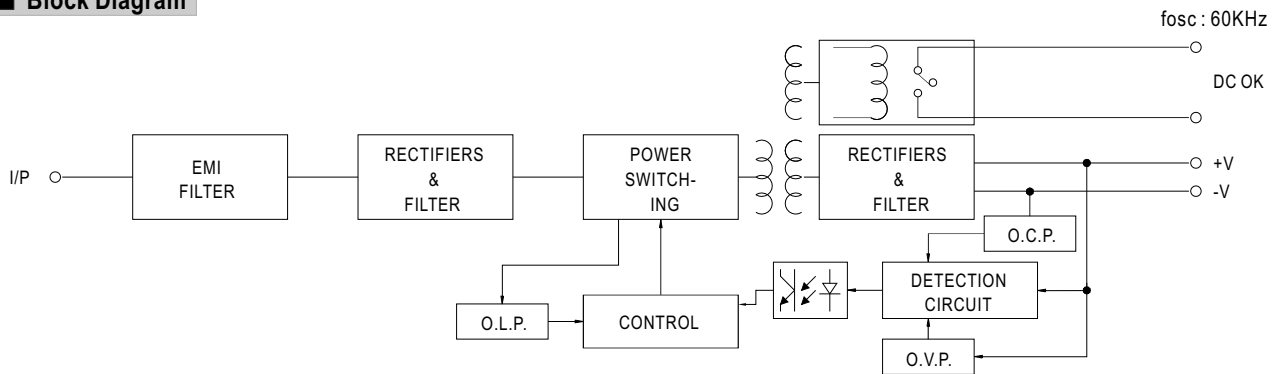 Block Diagram
fosc : 60KHz
DC OK
I/P
EMI
FILTER
RECTIFIERS
&
FILTER
POWER
SWITCH-
ING
RECTIFIERS
&
FILTER
+V
-V
O.C.P.
O.L.P.
CONTROL
DETECTION
CIRCUIT
O.V.P.